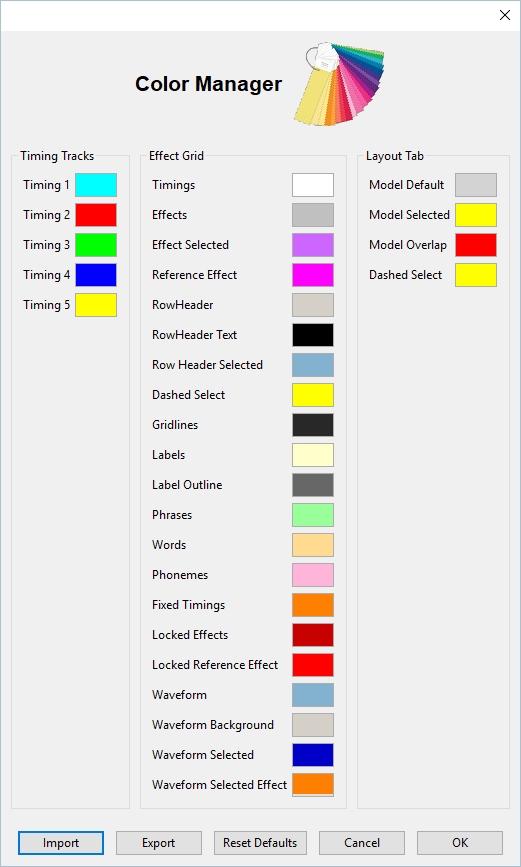 Color Manager
Timing Tracks
Timing 1
Timing 2
Timing 3
Timing 4
Timing 5
Effect Grid
Timings
Effects
Effect Selected
Reference Effect
RowHeader
RowHeader Text
Row Header Selected
Dashed Select
Gridlines
Labels
Label Outline
Phrases
Words
Phonemes
Fixed Timings
Locked Effects
Locked Reference Effect
Waveform
Waveform Background
Waveform Selected
Waveform Selected Effect
Layout Tab
Model Default
Model Selected
Model Overlap
Dashed Select
Import
Export
Reset Defaults
Cancel
OK